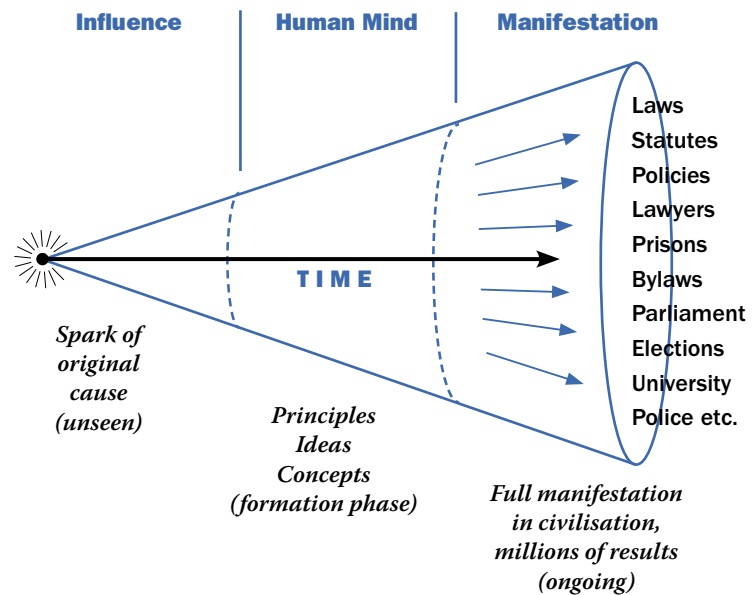 Influence
Human Mind
Manifestation
Laws
Statutes
Policies
Lawyers
Prisons
Bylaws
Parliament
Elections
University
Police etc.
TIME
Spark of
original
cause
(unseen)
Principles
Ideas
Concepts
(formation phase)
Full manifestation
in civilisation,
millions of results
(ongoing)